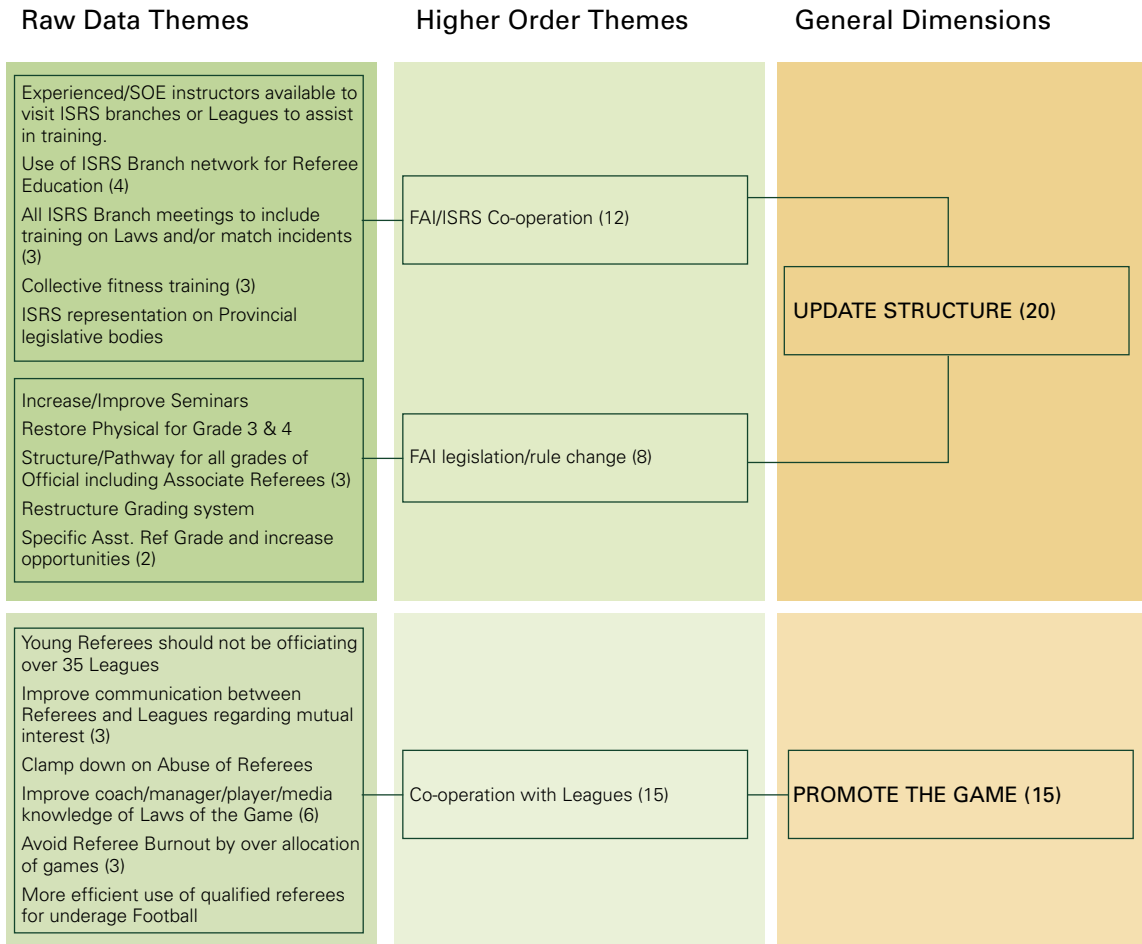 Raw Data Themes
Higher Order Themes
General Dimensions
Experienced/SOE instructors available to
visit ISRS branches or Leagues to assist
in training.
Use of ISRS Branch network for Referee
Education (4)
All ISRS Branch meetings to include
training on Laws and/or match incidents
(3)
Collective fitness training (3)
ISRS representation on Provincial
legislative bodies
FAI/ISRS Co-operation (12)
UPDATE STRUCTURE (20)
Increase/Improve Seminars
Restore Physical for Grade 3 & 4
Structure/Pathway for all grades of
Official including Associate Referees (3)
Restructure Grading system
Specific Asst. Ref Grade and increase
opportunities (2)
FAI legislation/rule change (8)
Young Referees should not be officiating
over 35 Leagues
Improve communication between
Referees and Leagues regarding mutual
interest (3)
Clamp down on Abuse of Referees
Improve coach/manager/player/media
knowledge of Laws of the Game (6)
Avoid Referee Burnout by over allocation
of games (3)
More efficient use of qualified referees
for underage Football
Co-operation with Leagues (15)
PROMOTE THE GAME (15)